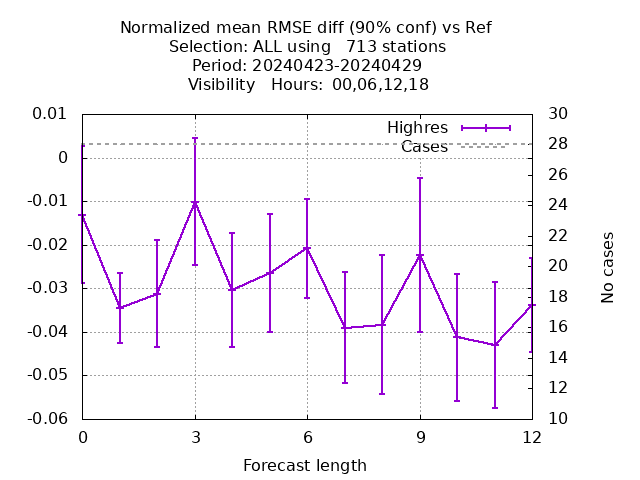 Normalized mean RMSE diff (90% conf) vs Ref
Selection: ALL using 713 stations
Period: 20240423-20240429
Visibility Hours: 00,06,12,18
Highres
Cases
0.01
0
-0.01
-0.02
-0.03
-0.04
-0.05
-0.06
30
28
26
24
22
20
18
16
14
12
10
No cases
0 3 6 9 12
Forecast length